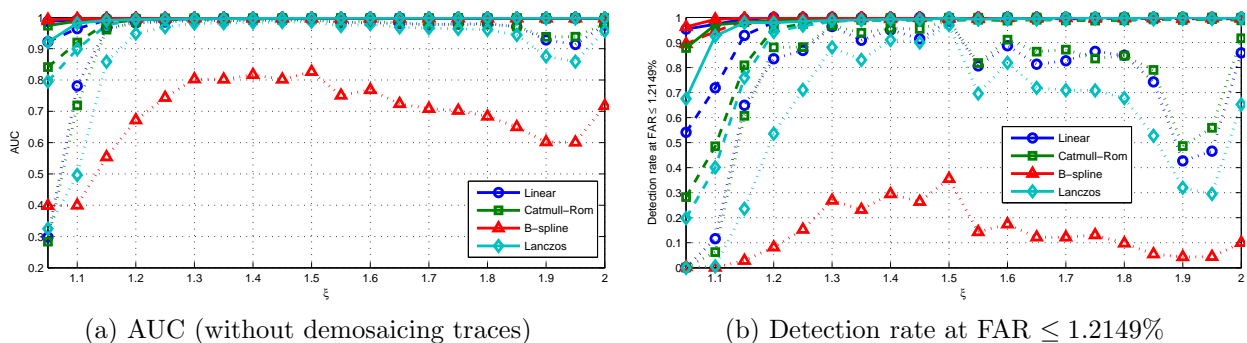 1
0.9
0.8
0.7
0.6
0.5
0.4
0.3
0.2
AUC
1.1 1.2 1.3 1.4 1.5 1.6 1.7 1.8 1.9 2
ξ
Linear
Catmull−Rom
B−spline
Lanczos
(a) AUC (without demosaicing traces)
1
0.9
0.8
0.7
0.6
0.5
0.4
0.3
0.2
0.1
0
Detection rate at FAR ≤ 1.2149%
1.1 1.2 1.3 1.4 1.5 1.6 1.7 1.8 1.9 2
ξ
Linear
Catmull−Rom
B−spline
Lanczos
(b) Detection rate at FAR ≤ 1.2149%